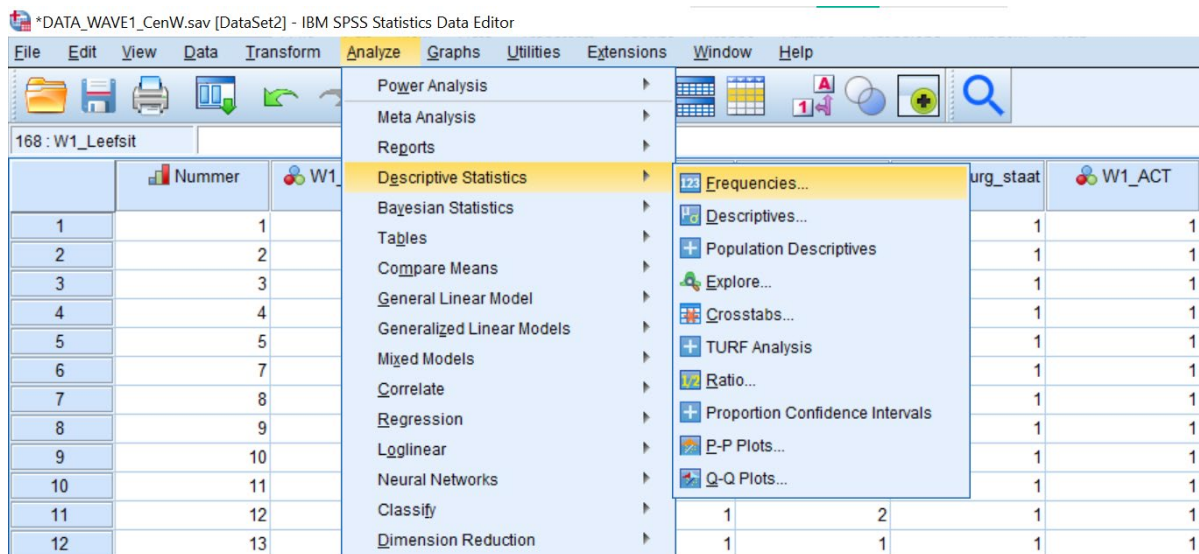 *DATA_WAVE1_CenW.sav [DataSet2] - IBM SPSS Statistics Data Editor
File Edit View Data Transform Analyze Graphs Utilities Extensions Window Help
168 : W1_Leefsit
Nummer W1_ urg_staat W1_ACT
Power Analysis
Meta Analysis
Reports
Descriptive Statistics
Bayesian Statistics
Tables
Compare Means
General Linear Model
Generalized Linear Models
Mixed Models
Correlate
Regression
Loglinear
Neural Networks
Classify
Dimension Reduction
123 Frequencies...
Descriptives...
Population Descriptives
Explore...
Crosstabs...
TURF Analysis
1/2 Ratio...
Proportion Confidence Intervals
P-P Plots...
Q-Q Plots...
1 1 1 1
2 2 1 1
3 3 1 1
4 4 1 1
5 5 1 1
6 7 1 1
7 8 1 1
8 9 1 1
9 10 1 1
10 11 1 1
11 12 1 2 1 1
12 13 1 1 1 1